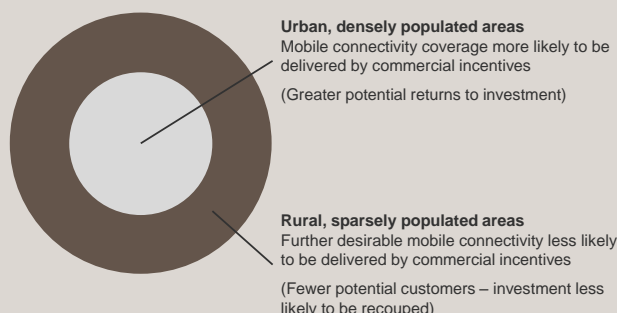 Urban, densely populated areas
Mobile connectivity coverage more likely to be
delivered by commercial incentives
(Greater potential returns to investment)
Rural, sparsely populated areas
Further desirable mobile connectivity less likely
to be delivered by commercial incentives
(Fewer potential customers – investment less
likely to be recouped)